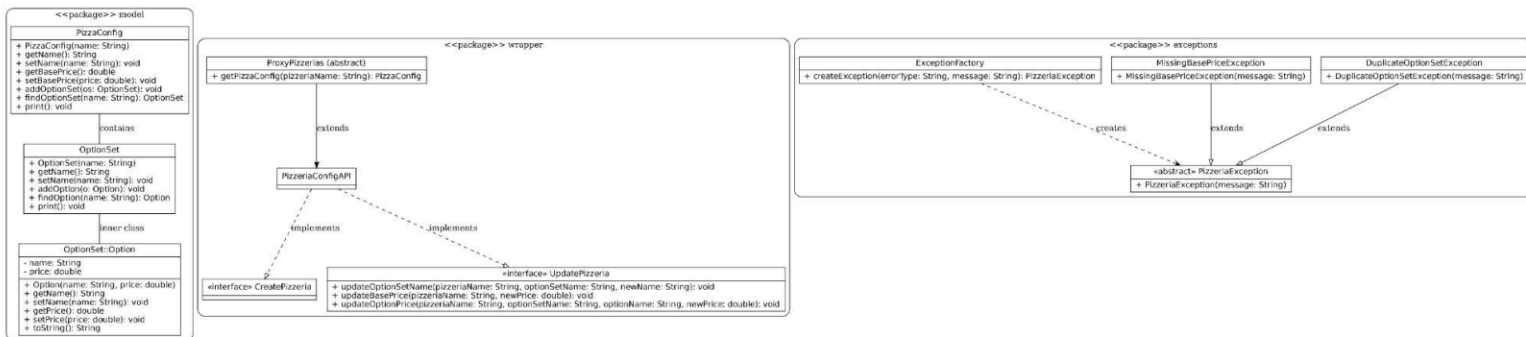 <<package>> model
PizzaConfig
+ PizzaConfig(name: String)
+ getName(): String
+ setName(name: String): void
+ getBasePrice(): double
+ setBasePrice(price: double): void
+ addOptionSet(os: OptionSet): void
+ findOptionSet(name: String): OptionSet
+ print(): void
contains
OptionSet
+ OptionSet(name: String)
+ getName(): String
+ setName(name: String): void
+ addOption(o: Option): void
+ findOption(name: String): Option
+ print(): void
inner class
OptionSet::Option
- name: String
- price: double
+ Option(name: String, price: double)
+ getName(): String
+ setName(name: String): void
+ getPrice(): double
+ setPrice(price: double): void
+ toString(): String
<<package>> wrapper
ProxyPizzerias (abstract)
+ getPizzaConfig(pizzeriaName: String): PizzaConfig
extends
PizzeriaConfigAPI
implements
implements
«interface» CreatePizzeria
«interface» UpdatePizzeria
+ updateOptionSetName(pizzeriaName: String, optionSetName: String, newName: String): void
+ updateBasePrice(pizzeriaName: String, newPrice: double): void
+ updateOptionPrice(pizzeriaName: String, optionSetName: String, optionName: String, newPrice: double): void
<<package>> exceptions
ExceptionFactory
+ createException(errorType: String, message: String): PizzeriaException
MissingBasePriceException
+ MissingBasePriceException(message: String)
DuplicateOptionSetException
+ DuplicateOptionSetException(message: String)
creates
extends
extends
«abstract» PizzeriaException
+ PizzeriaException(message: String)